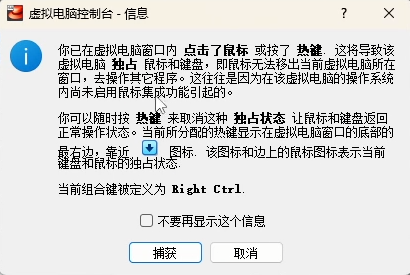 虚拟电脑控制台 - 信息
你已在虚拟电脑窗口内 点击了鼠标 或按了 热键. 这将导致该
虚拟电脑 独占 鼠标和键盘，即鼠标无法移出当前虚拟电脑所在
窗口，去操作其它程序。这往往是因为在该虚拟电脑的操作系统
内尚未启用鼠标集成功能引起的。
你可以随时按 热键 来取消这种 独占状态 让鼠标和键盘返回
正常操作状态。当前所分配的热键显示在虚拟电脑窗口的底部的
最右边，靠近 图标. 该图标和边上的鼠标图标表示当前
键盘和鼠标的独占状态.
当前组合键被定义为 Right Ctrl.
不要再显示这个信息
捕获 取消